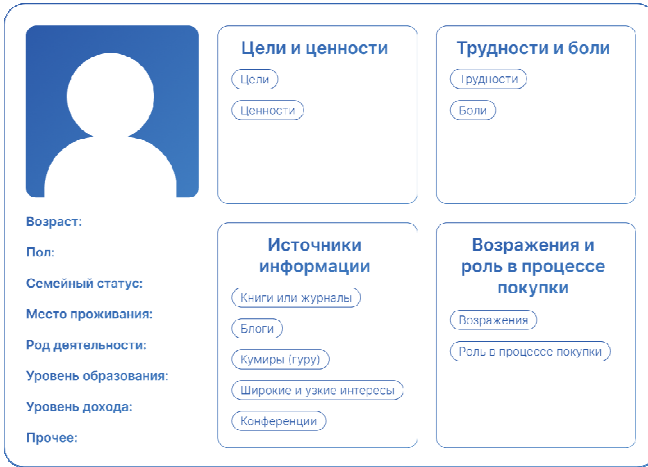 Возраст:
Пол:
Семейный статус:
Место проживания:
Род деятельности:
Уровень образования:
Уровень дохода:
Прочее:
Цели и ценности
Цели
Ценности
Трудности и боли
Трудности
Боли
Источники
информации
Книги или журналы
Блоги
Кумиры (гуру)
Широкие и узкие интересы
Конференции
Возражения и
роль в процессе
покупки
Возражения
Роль в процессе покупки